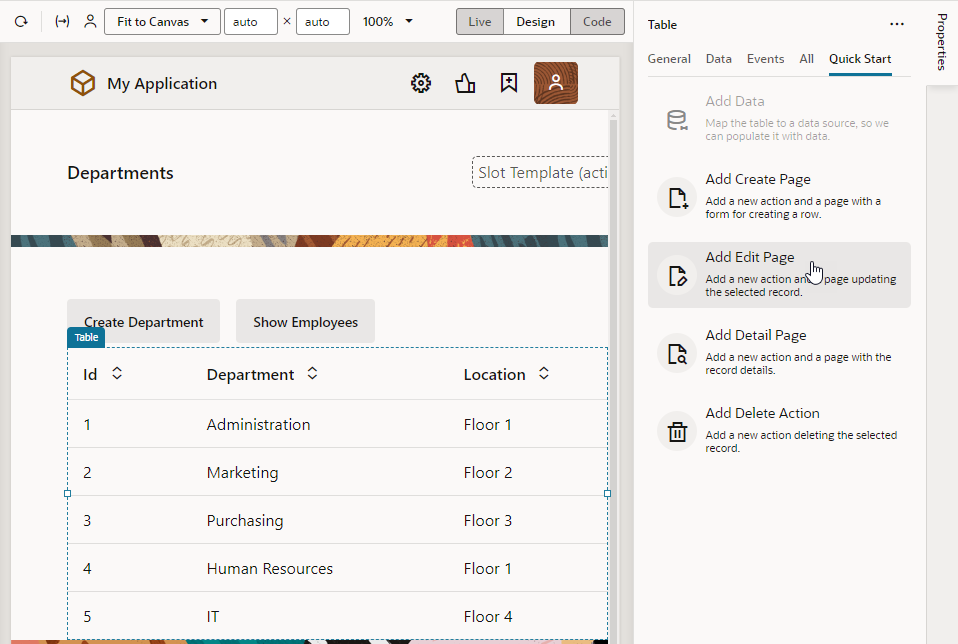 Fit to Canvas auto × auto 100% Live Design Code
My Application
Departments
Slot Template (acti
Create Department Show Employees
Table
Id Department Location
1 Administration Floor 1
2 Marketing Floor 2
3 Purchasing Floor 3
4 Human Resources Floor 1
5 IT Floor 4
Table
Properties
General Data Events All Quick Start
Add Data
Map the table to a data source, so we
can populate it with data.
Add Create Page
Add a new action and a page with a
form for creating a row.
Add Edit Page
Add a new action and page updating
the selected record.
Add Detail Page
Add a new action and a page with the
record details.
Add Delete Action
Add a new action deleting the selected
record.